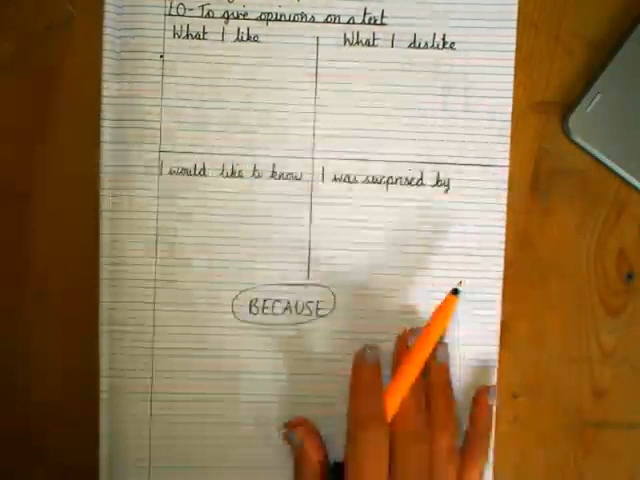 LO-To give opinions on a text
What I like
What I dislike
I would like to know
I was surprised by
BECAUSE